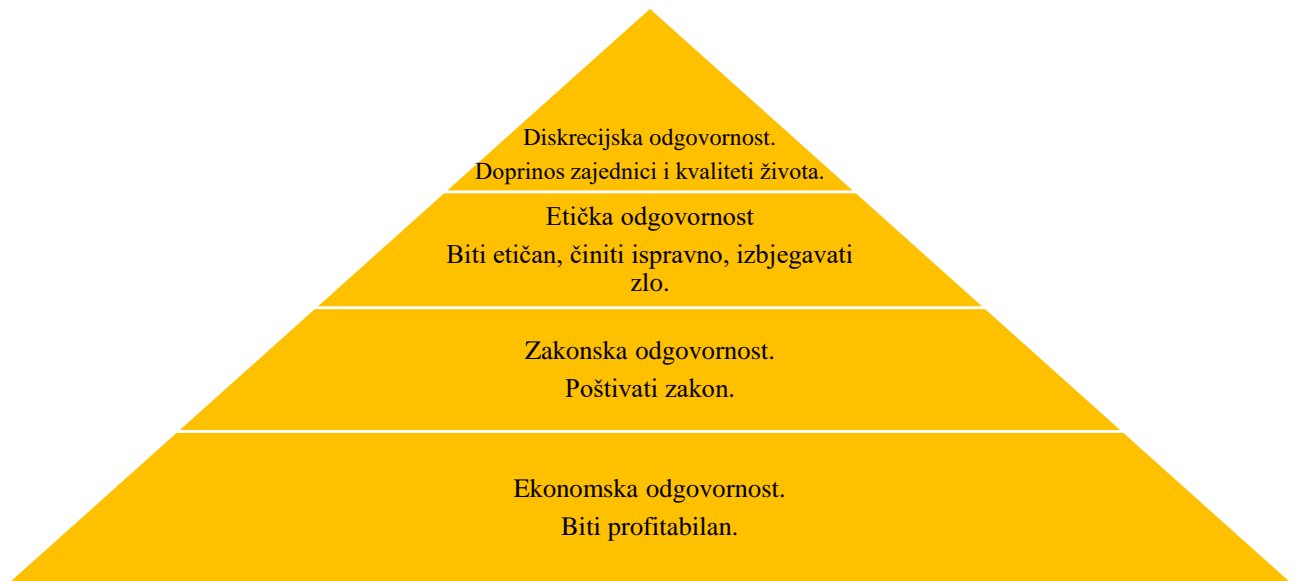 Diskrecijska odgovornost.
Doprinos zajednici i kvaliteti života.
Etička odgovornost
Biti etičan, činiti ispravno, izbjegavati
zlo.
Zakonska odgovornost.
Poštivati zakon.
Ekonomska odgovornost.
Biti profitabilan.